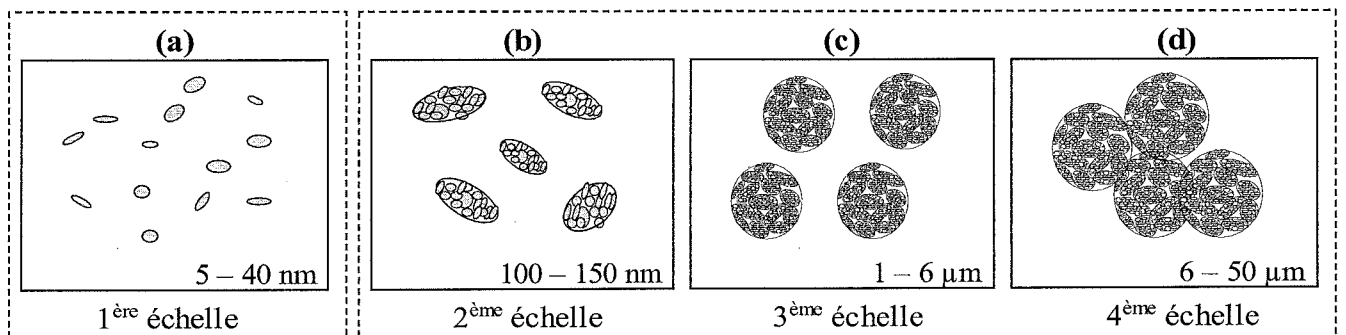 (a) (b) (c) (d)
5 – 40 nm 100 – 150 nm 1 – 6 µm 6 – 50 µm
1ère échelle 2ème échelle 3ème échelle 4ème échelle